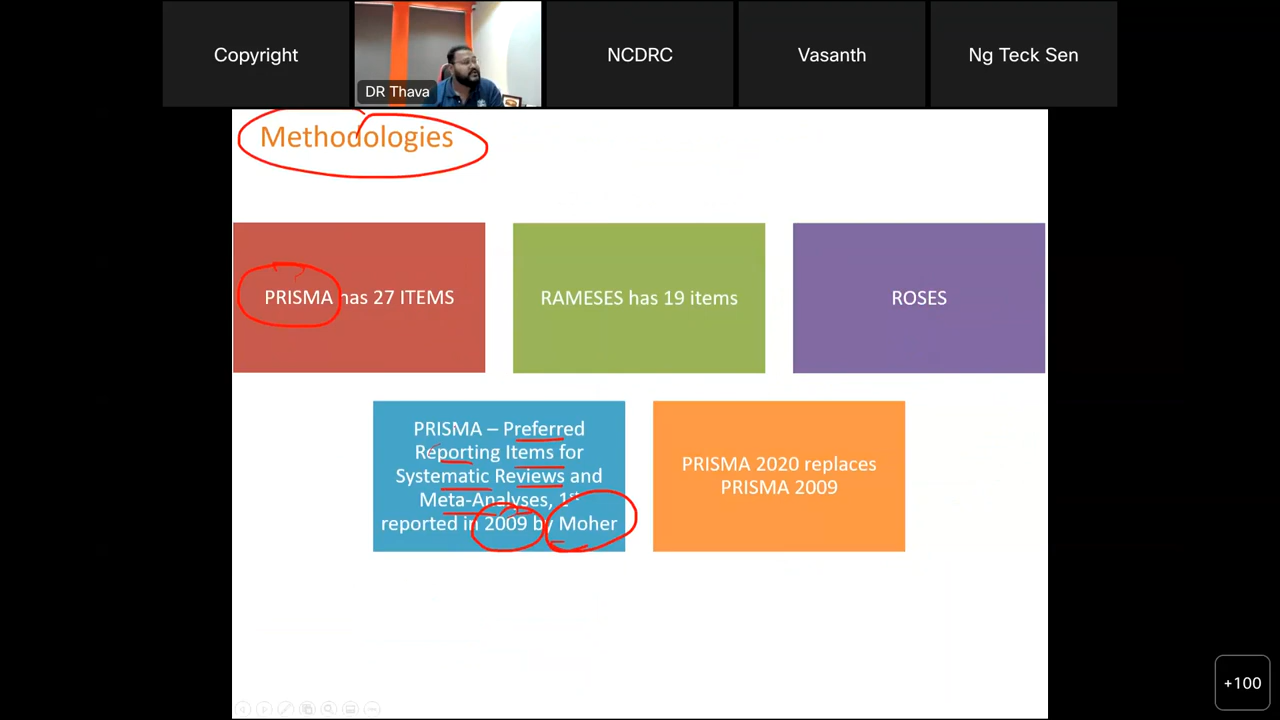 Copyright
DR Thava
NCDRC
Vasanth
Ng Teck Sen
Methodologies
PRISMA has 27 ITEMS
RAMESES has 19 items
ROSES
PRISMA – Preferred
Reporting Items for
Systematic Reviews and
Meta-Analyses, 1st
reported in 2009 by Moher
PRISMA 2020 replaces
PRISMA 2009
+100